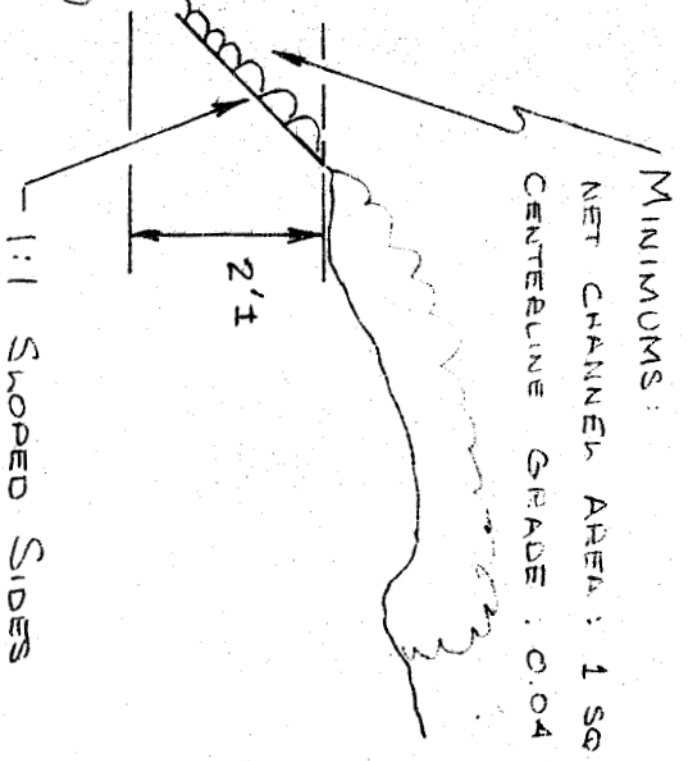 MINIMUMS:
NET CHANNEL AREA: 1 SQ
CENTERLINE GRADE: 0.04
2'±
1:1 SLOPED SIDES